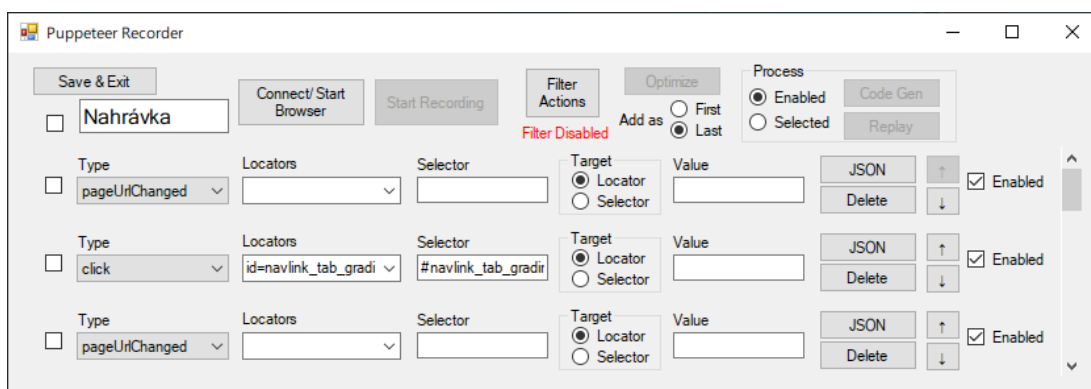 Puppeteer Recorder
Save & Exit
Nahrávka
Connect/ Start
Browser
Start Recording
Filter
Actions
Filter Disabled
Optimize
Add as
First
Last
Process
Enabled
Selected
Code Gen
Replay
Type Locators Selector Target Value
pageUrlChanged
Locator
Selector
JSON
Delete
↑
↓
Enabled
Type Locators Selector Target Value
click
id=navlink_tab_gradi
#navlink_tab_gradir
Locator
Selector
JSON
Delete
↑
↓
Enabled
Type Locators Selector Target Value
pageUrlChanged
Locator
Selector
JSON
Delete
↑
↓
Enabled